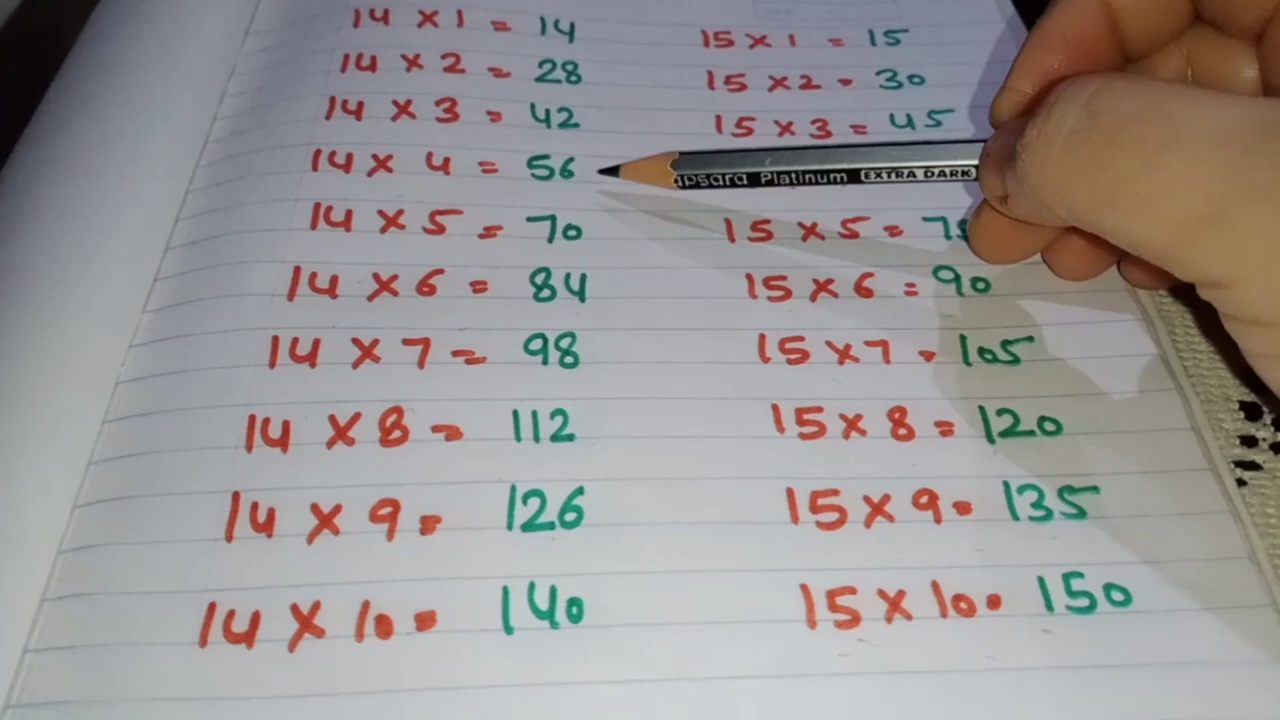 14 x 1 = 14
14 x 2 = 28
14 x 3 = 42
14 x 4 = 56
14 x 5 = 70
14 x 6 = 84
14 x 7 = 98
14 x 8 = 112
14 x 9 = 126
14 x 10 = 140
15 x 1 = 15
15 x 2 = 30
15 x 3 = 45
apsara Platinum EXTRA DARK
15 x 5 = 75
15 x 6 = 90
15 x 7 = 105
15 x 8 = 120
15 x 9 = 135
15 x 10 = 150